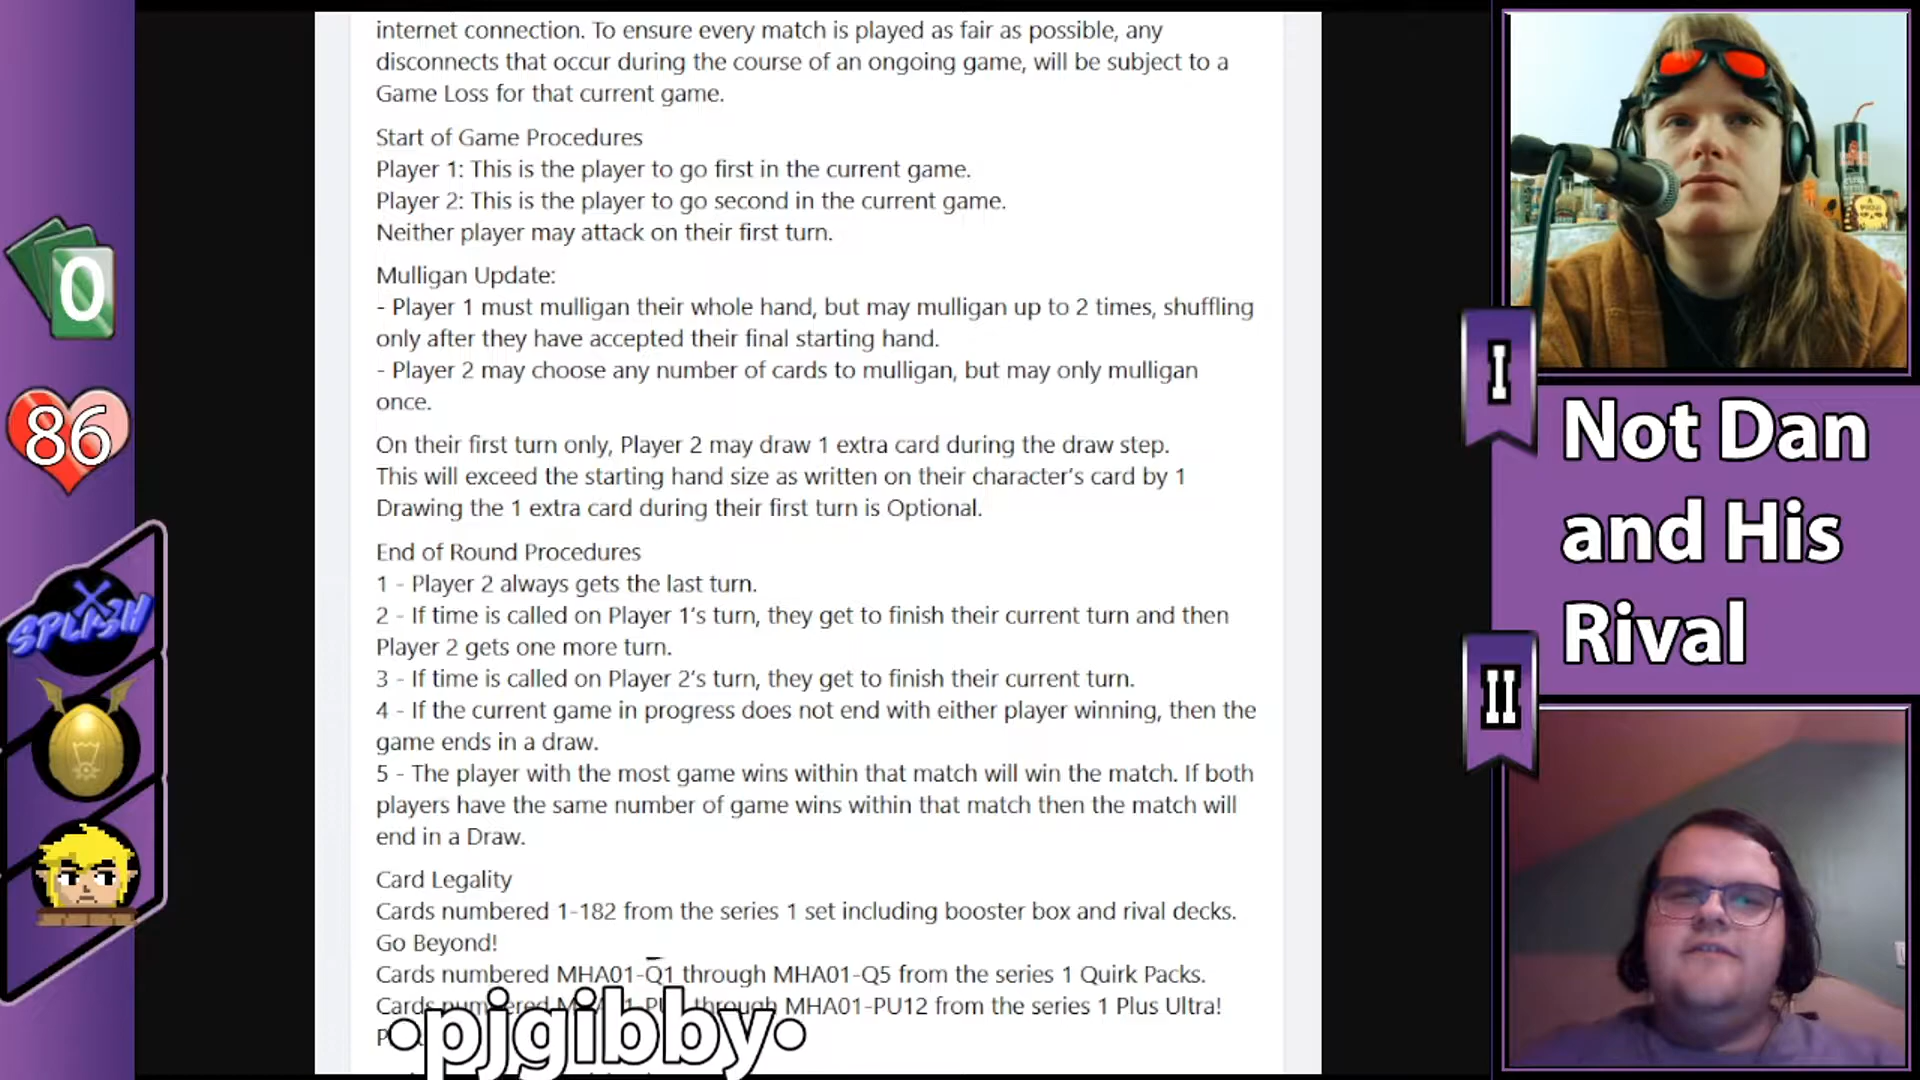 internet connection. To ensure every match is played as fair as possible, any
disconnects that occur during the course of an ongoing game, will be subject to a
Game Loss for that current game.
Start of Game Procedures
Player 1: This is the player to go first in the current game.
Player 2: This is the player to go second in the current game.
Neither player may attack on their first turn.
Mulligan Update:
- Player 1 must mulligan their whole hand, but may mulligan up to 2 times, shuffling
only after they have accepted their final starting hand.
- Player 2 may choose any number of cards to mulligan, but may only mulligan
once.
On their first turn only, Player 2 may draw 1 extra card during the draw step.
This will exceed the starting hand size as written on their character's card by 1
Drawing the 1 extra card during their first turn is Optional.
End of Round Procedures
1 - Player 2 always gets the last turn.
2 - If time is called on Player 1's turn, they get to finish their current turn and then
Player 2 gets one more turn.
3 - If time is called on Player 2's turn, they get to finish their current turn.
4 - If the current game in progress does not end with either player winning, then the
game ends in a draw.
5 - The player with the most game wins within that match will win the match. If both
players have the same number of game wins within that match then the match will
end in a Draw.
Card Legality
Cards numbered 1-182 from the series 1 set including booster box and rival decks.
Go Beyond!
Cards numbered MHA01-Q1 through MHA01-Q5 from the series 1 Quirk Packs.
Cards numbered through MHA01-PU12 from the series 1 Plus Ultra!
•pjgibby•
0
86
SPLASH
I
Not Dan
and His
Rival
II